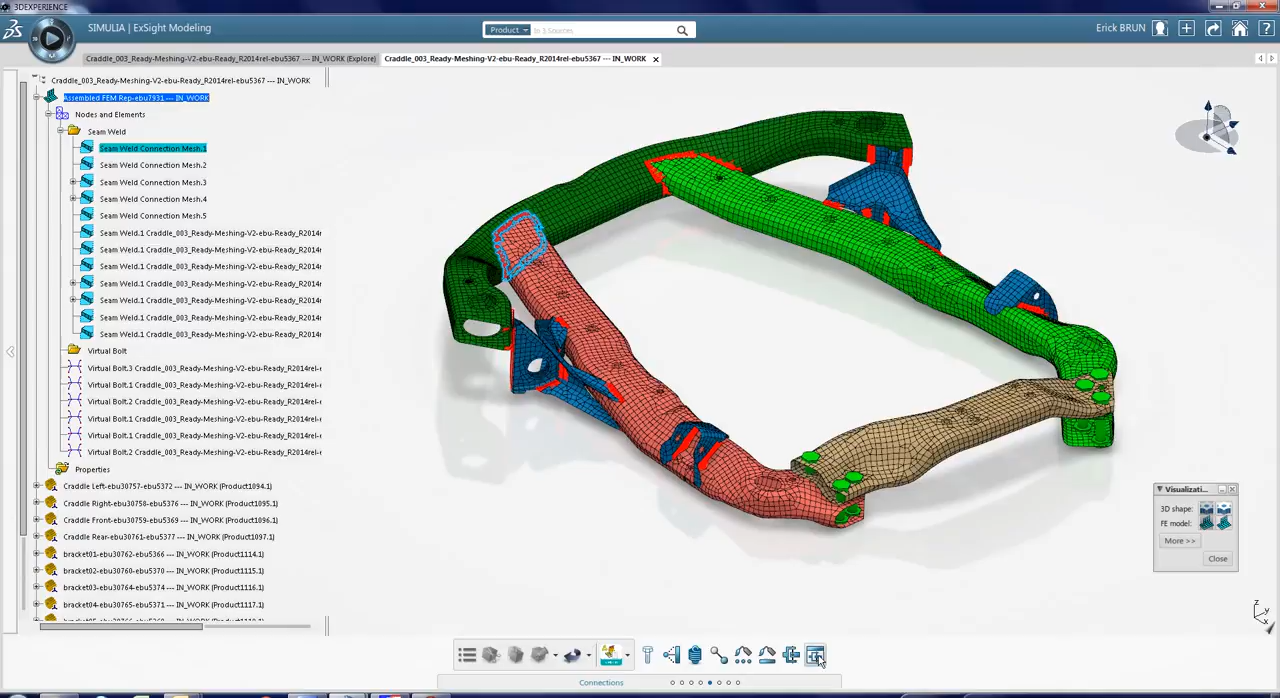 3DEXPERIENCE
SIMULIA | ExSight Modeling
Product
In 3 Sources
Erick BRUN
Craddle_003_Ready-Meshing-V2-ebu-Ready_R2014rel-ebu5367 --- IN_WORK (Explore)
Craddle_003_Ready-Meshing-V2-ebu-Ready_R2014rel-ebu5367 --- IN_WORK
Craddle_003_Ready-Meshing-V2-ebu-Ready_R2014rel-ebu5367 --- IN_WORK
Assembled FEM Rep-ebu7931 --- IN_WORK
Nodes and Elements
Seam Weld
Seam Weld Connection Mesh.1
Seam Weld Connection Mesh.2
Seam Weld Connection Mesh.3
Seam Weld Connection Mesh.4
Seam Weld Connection Mesh.5
Seam Weld.1 Craddle_003_Ready-Meshing-V2-ebu-Ready_R2014r
Seam Weld.1 Craddle_003_Ready-Meshing-V2-ebu-Ready_R2014r
Seam Weld.1 Craddle_003_Ready-Meshing-V2-ebu-Ready_R2014r
Seam Weld.1 Craddle_003_Ready-Meshing-V2-ebu-Ready_R2014r
Seam Weld.1 Craddle_003_Ready-Meshing-V2-ebu-Ready_R2014r
Seam Weld.1 Craddle_003_Ready-Meshing-V2-ebu-Ready_R2014r
Seam Weld.1 Craddle_003_Ready-Meshing-V2-ebu-Ready_R2014r
Virtual Bolt
Virtual Bolt.3 Craddle_003_Ready-Meshing-V2-ebu-Ready_R2014rel-e
Virtual Bolt.1 Craddle_003_Ready-Meshing-V2-ebu-Ready_R2014rel-e
Virtual Bolt.2 Craddle_003_Ready-Meshing-V2-ebu-Ready_R2014rel-e
Virtual Bolt.1 Craddle_003_Ready-Meshing-V2-ebu-Ready_R2014rel-e
Virtual Bolt.1 Craddle_003_Ready-Meshing-V2-ebu-Ready_R2014rel-e
Virtual Bolt.2 Craddle_003_Ready-Meshing-V2-ebu-Ready_R2014rel-e
Properties
Craddle Left-ebu30757-ebu5372 --- IN_WORK (Product1094.1)
Craddle Right-ebu30758-ebu5376 --- IN_WORK (Product1095.1)
Craddle Front-ebu30759-ebu5369 --- IN_WORK (Product1096.1)
Craddle Rear-ebu30761-ebu5377 --- IN_WORK (Product1097.1)
bracket01-ebu30762-ebu5366 --- IN_WORK (Product1114.1)
bracket02-ebu30760-ebu5370 --- IN_WORK (Product1115.1)
bracket03-ebu30764-ebu5374 --- IN_WORK (Product1116.1)
bracket04-ebu30765-ebu5371 --- IN_WORK (Product1117.1)
Visualizati...
3D shape:
FE model:
More >>
Close
z
y
x
Connections